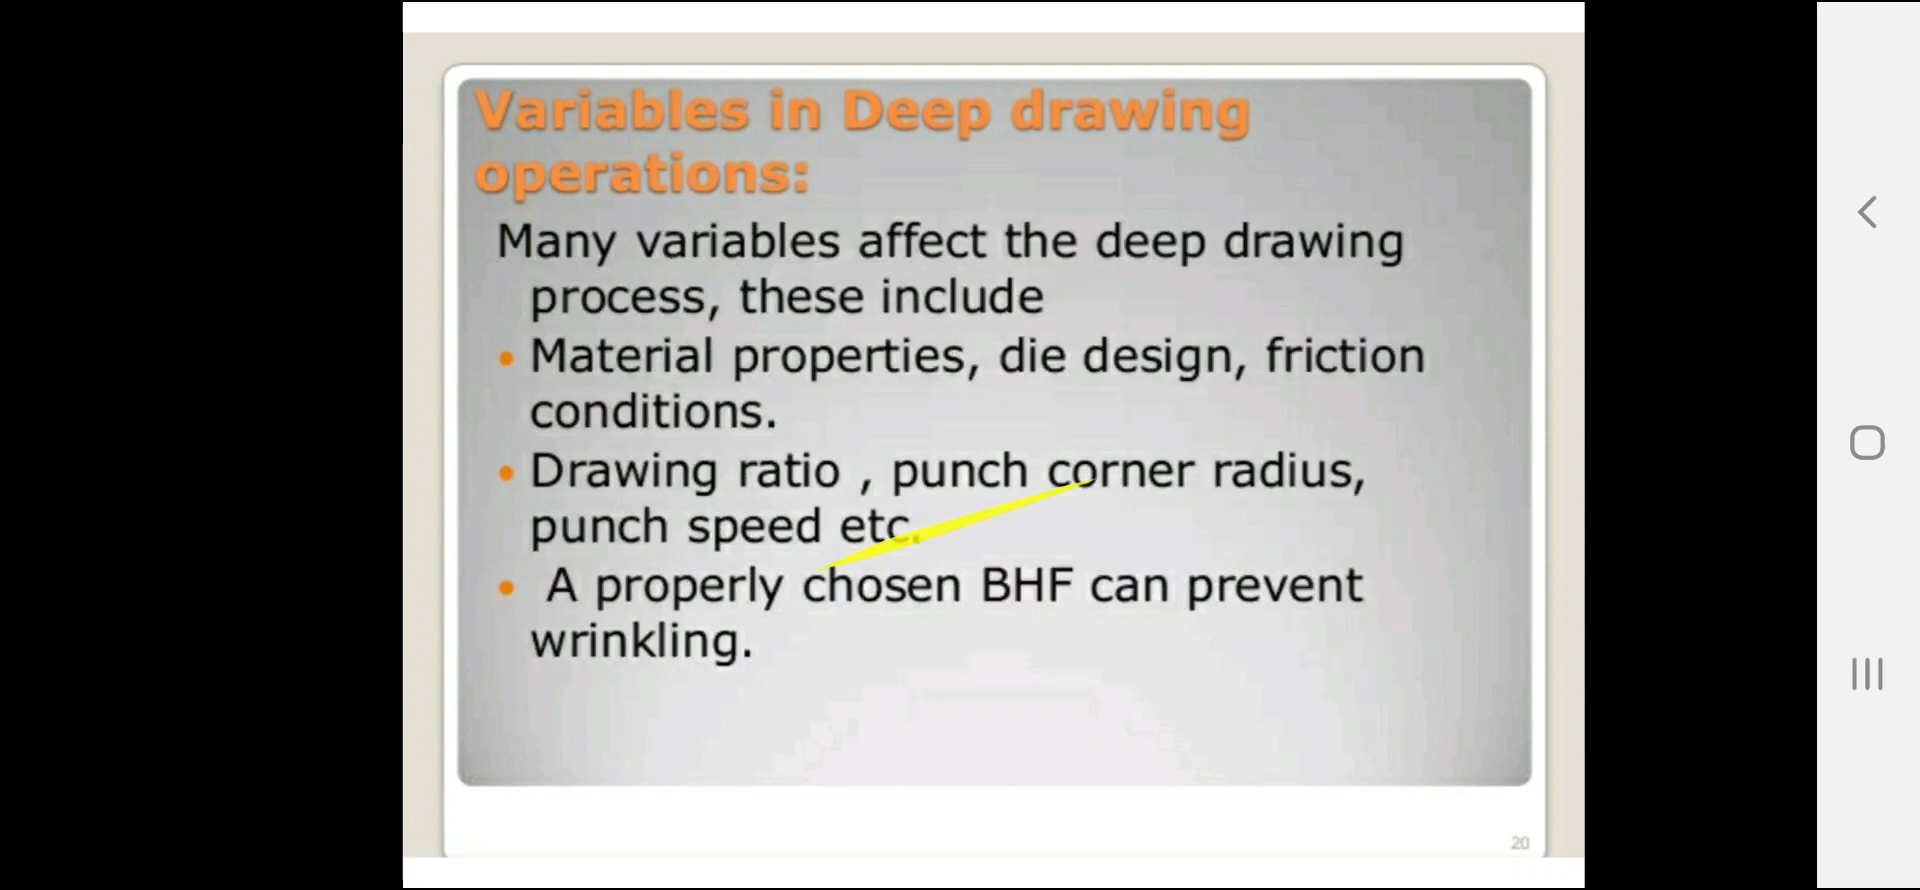 Variables in Deep drawing
operations:
Many variables affect the deep drawing
process, these include
• Material properties, die design, friction
conditions.
• Drawing ratio , punch corner radius,
punch speed etc.
• A properly chosen BHF can prevent
wrinkling.
20